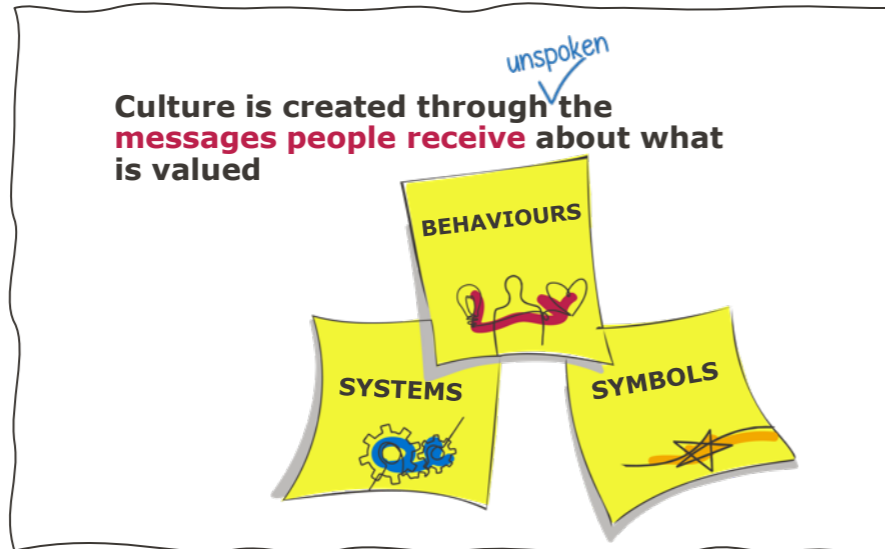 unspoken
Culture is created through the
messages people receive about what
is valued
BEHAVIOURS
SYSTEMS
SYMBOLS